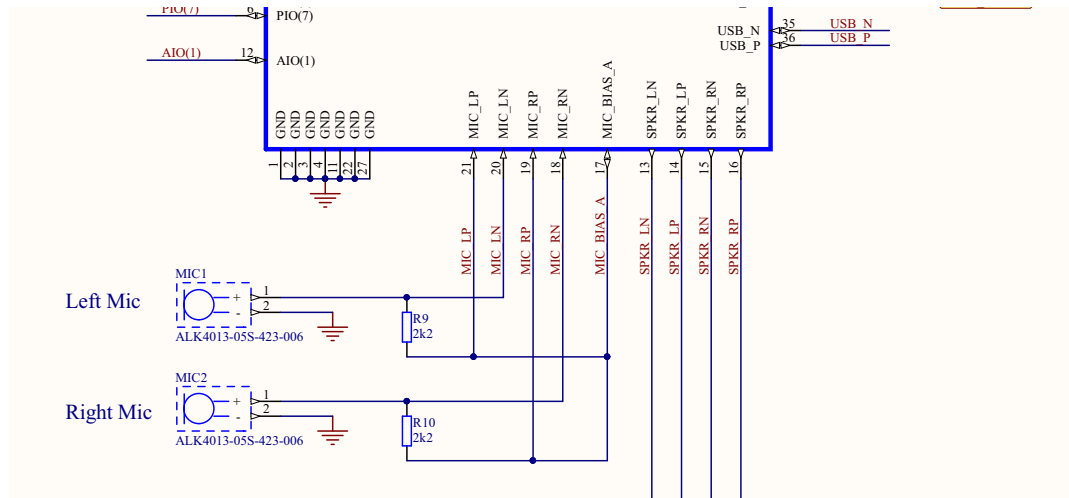 PIO(7)
6
PIO(7)
AIO(1)
12
AIO(1)
USB_N
35
USB_N
USB_P
36
USB_P
GND
GND
GND
GND
GND
GND
GND
MIC_LP
MIC_LN
MIC_RP
MIC_RN
MIC_BIAS_A
SPKR_LN
SPKR_LP
SPKR_RN
SPKR_RP
1
2
3
4
11
22
27
21
20
19
18
17
13
14
15
16
MIC_LP
MIC_LN
MIC_RP
MIC_RN
MIC_BIAS_A
SPKR_LN
SPKR_LP
SPKR_RN
SPKR_RP
Left Mic
MIC1
+
-
1
2
ALK4013-05S-423-006
R9
2k2
Right Mic
MIC2
+
-
1
2
ALK4013-05S-423-006
R10
2k2